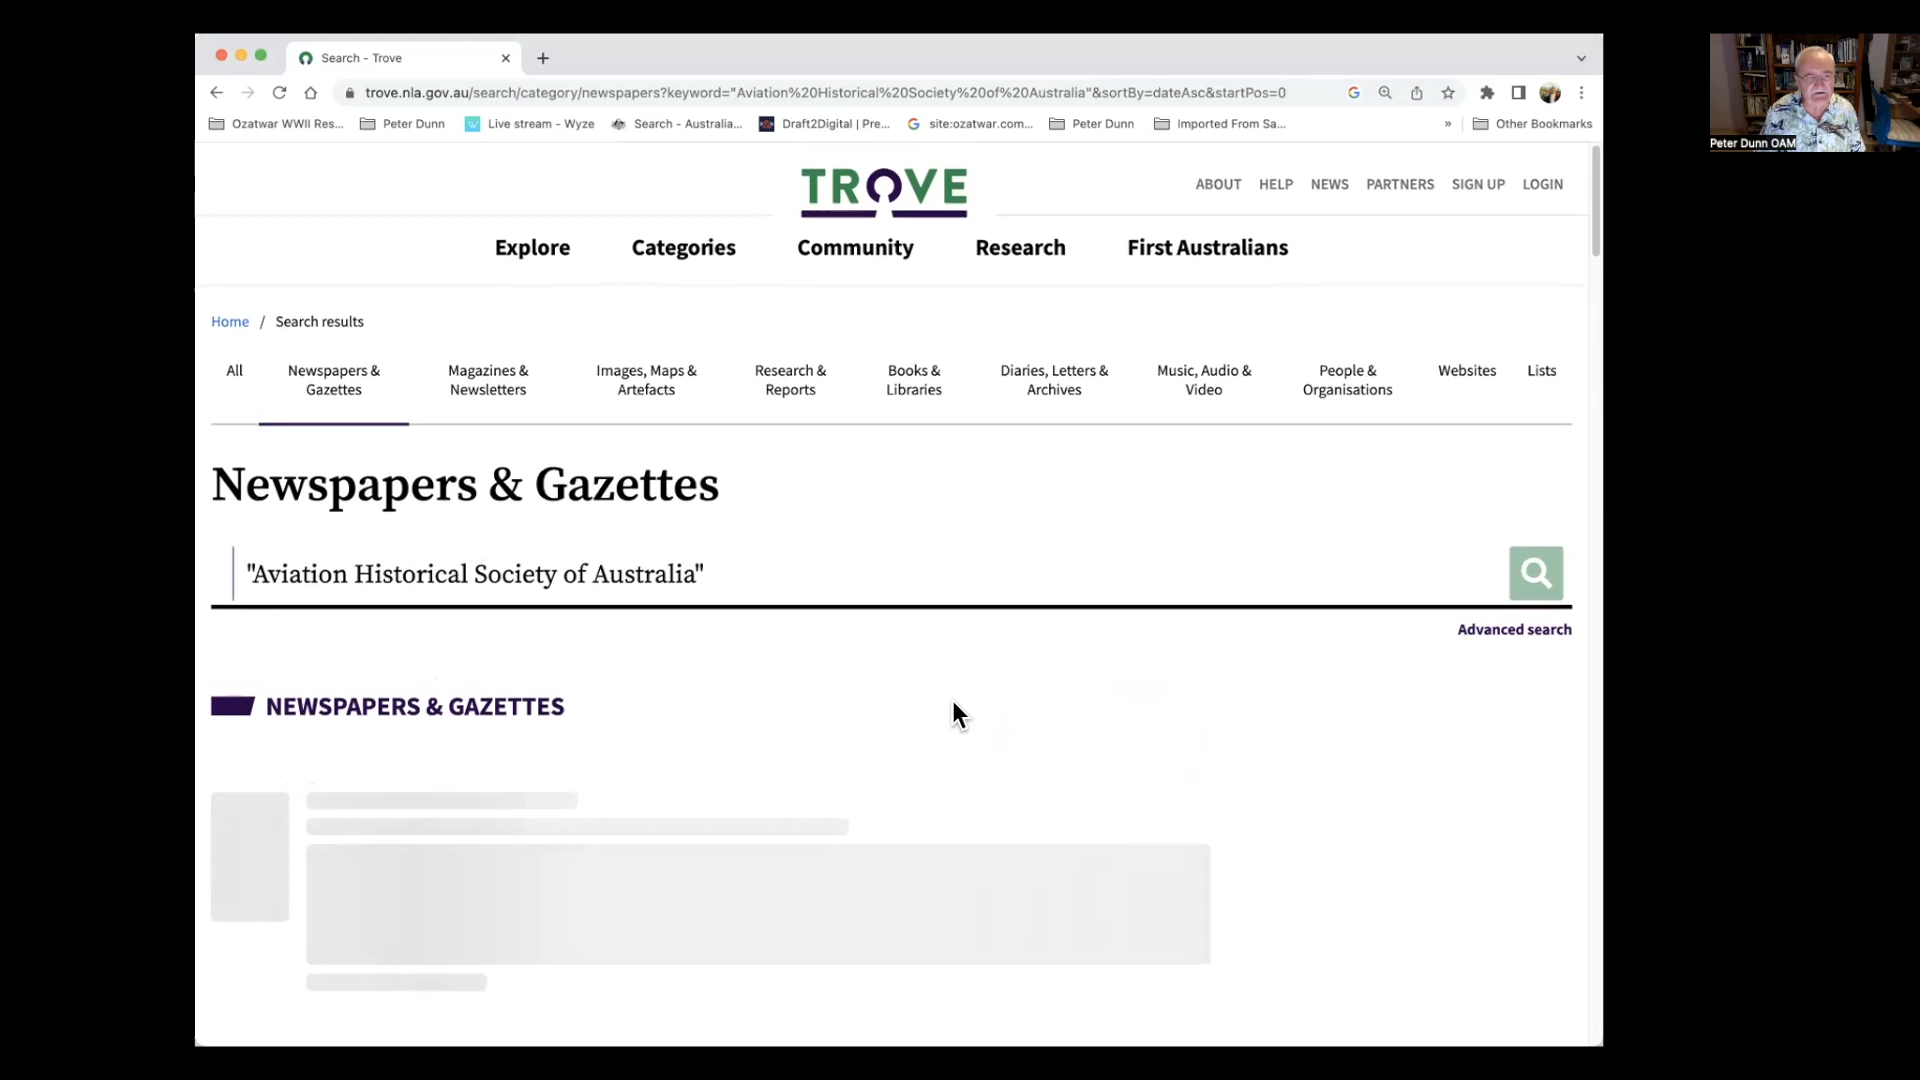 Search - Trove
trove.nla.gov.au/search/category/newspapers?keyword="Aviation%20Historical%20Society%20of%20Australia"&sortBy=dateAsc&startPos=0
Ozatwar WWII Res... Peter Dunn Live stream - Wyze Search - Australia... Draft2Digital | Pre... site:ozatwar.com... Peter Dunn Imported From Sa... » Other Bookmarks
Peter Dunn OAM
TROVE
ABOUT HELP NEWS PARTNERS SIGN UP LOGIN
Explore Categories Community Research First Australians
Home / Search results
All
Newspapers &
Gazettes
Magazines &
Newsletters
Images, Maps &
Artefacts
Research &
Reports
Books &
Libraries
Diaries, Letters &
Archives
Music, Audio &
Video
People &
Organisations
Websites
Lists
Newspapers & Gazettes
"Aviation Historical Society of Australia"
Advanced search
NEWSPAPERS & GAZETTES